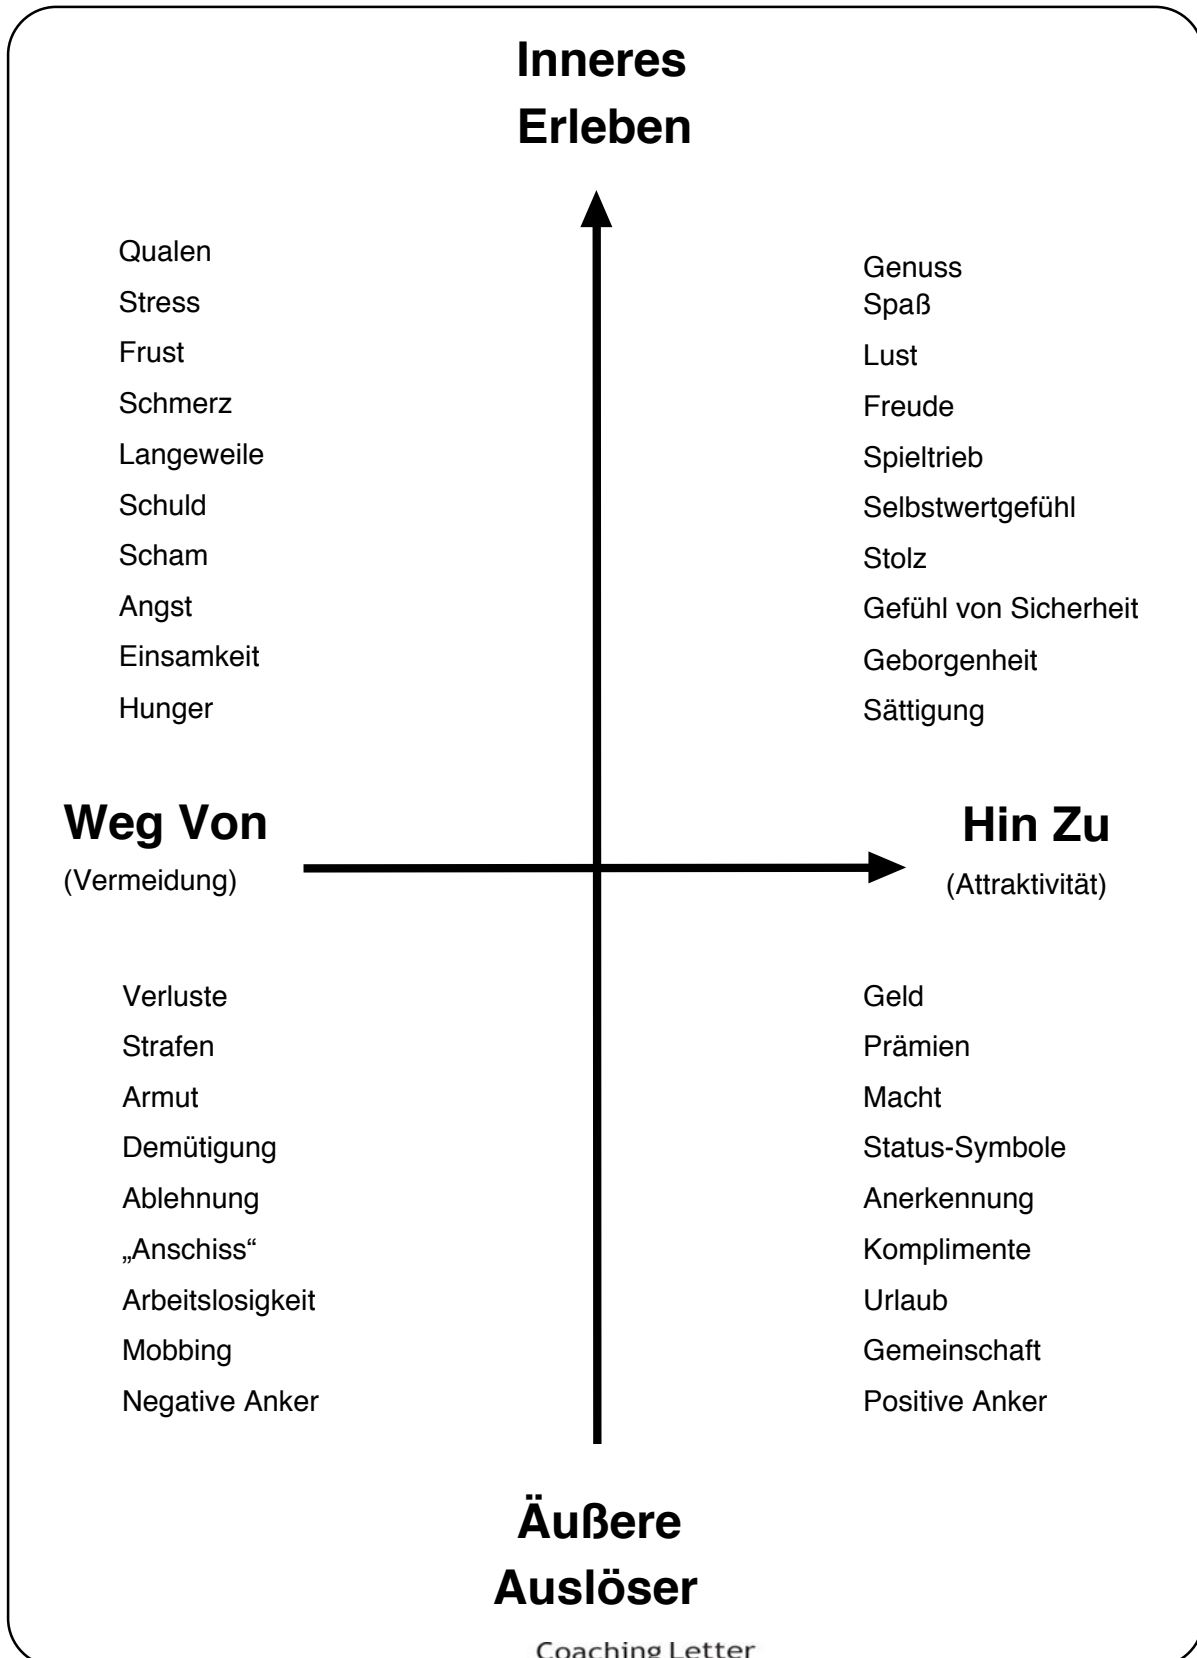 Inneres
Erleben
Qualen
Stress
Frust
Schmerz
Langeweile
Schuld
Scham
Angst
Einsamkeit
Hunger
Genuss
Spaß
Lust
Freude
Spieltrieb
Selbstwertgefühl
Stolz
Gefühl von Sicherheit
Geborgenheit
Sättigung
Weg Von
(Vermeidung)
Hin Zu
(Attraktivität)
Verluste
Strafen
Armut
Demütigung
Ablehnung
„Anschiss“
Arbeitslosigkeit
Mobbing
Negative Anker
Geld
Prämien
Macht
Status-Symbole
Anerkennung
Komplimente
Urlaub
Gemeinschaft
Positive Anker
Äußere
Auslöser
Coaching Letter